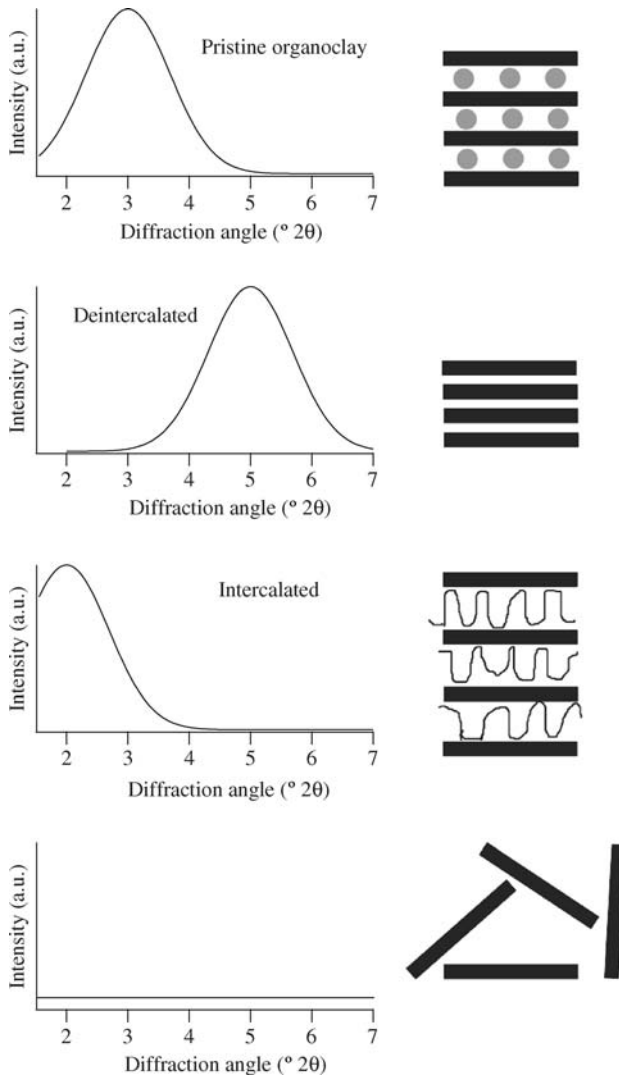 Intensity (a.u.)
Pristine organoclay
2 3 4 5 6 7
Diffraction angle (º 2θ)
Intensity (a.u.)
Deintercalated
2 3 4 5 6 7
Diffraction angle (º 2θ)
Intensity (a.u.)
Intercalated
2 3 4 5 6 7
Diffraction angle (º 2θ)
Intensity (a.u.)
2 3 4 5 6 7
Diffraction angle (º 2θ)